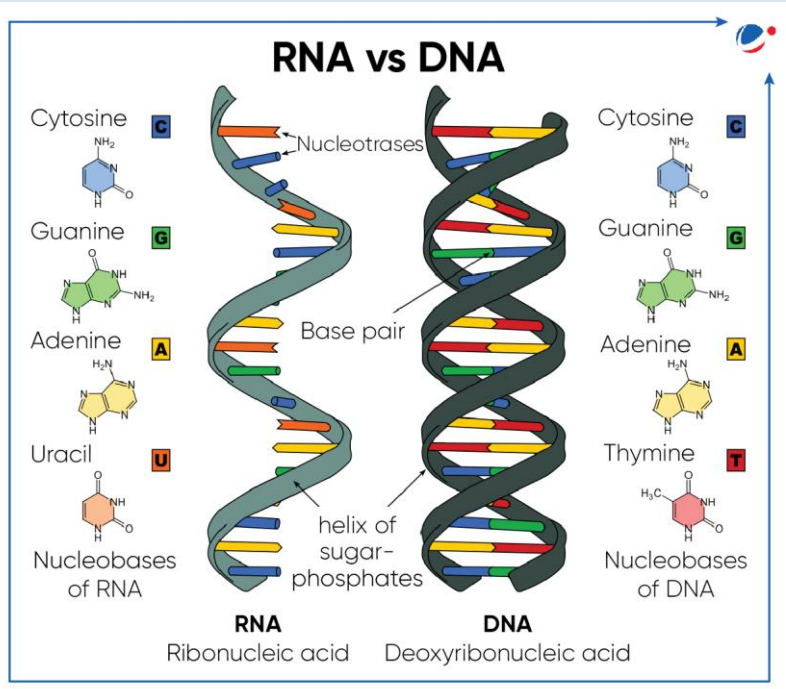 RNA vs DNA
Cytosine C
NH₂
N
N
H
O
Guanine G
O
N
NH
N
H
N
NH₂
Adenine A
H₂N
N
N
N
H
N
Uracil U
O
NH
N
H
O
Nucleobases
of RNA
Nucleotrases
Base pair
helix of
sugar-
phosphates
RNA
Ribonucleic acid
DNA
Deoxyribonucleic acid
Cytosine C
NH₂
N
N
H
O
Guanine G
O
N
NH
N
H
N
NH₂
Adenine A
H₂N
N
N
N
H
N
Thymine T
O
H₃C
NH
N
H
O
Nucleobases
of DNA